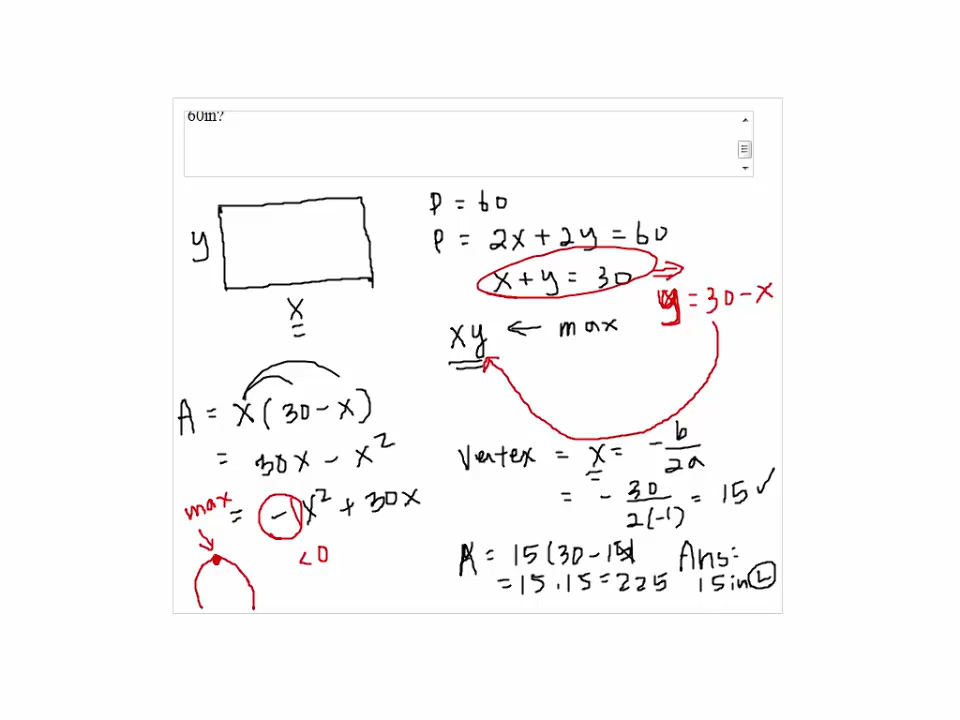 60in?
P = 60
P = 2x + 2y = 60
x + y = 30
y = 30 - x
y
x
xy ← max
A = x(30 - x)
= 30x - x²
= -1x² + 30x
max
< 0
Vertex = x = -b/2a
= -30/2(-1) = 15 ✓
A = 15(30 - 15)
= 15 . 15 = 225
Ans:
15in L